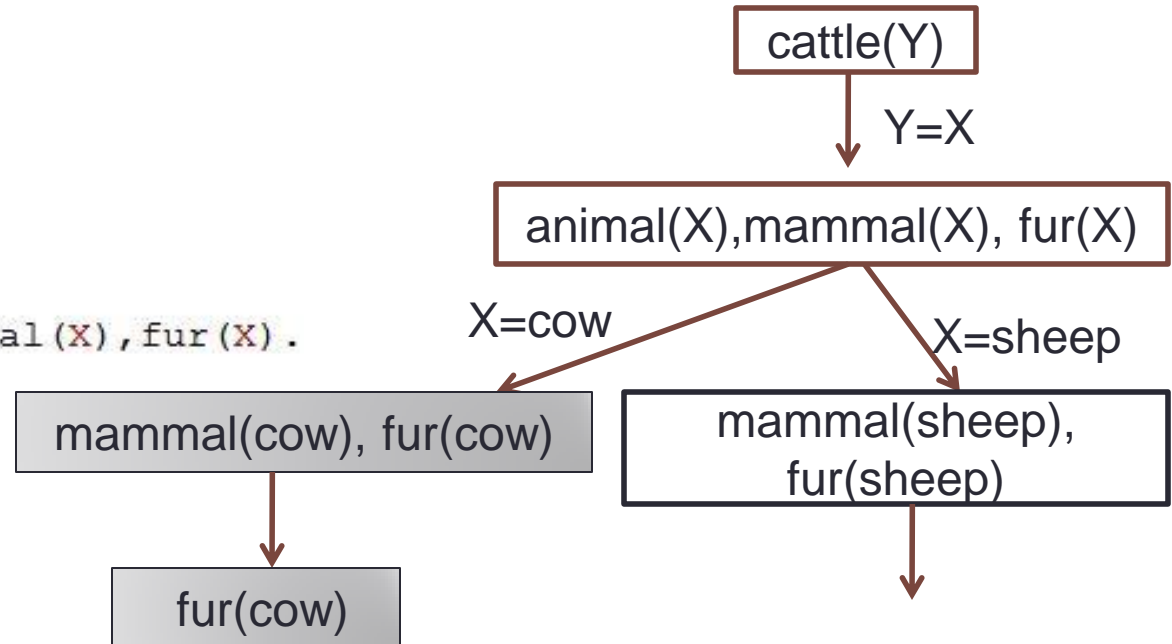 cattle(Y)
Y=X
animal(X),mammal(X), fur(X)
al(X),fur(X).
X=cow
X=sheep
mammal(cow), fur(cow)
mammal(sheep),
fur(sheep)
fur(cow)